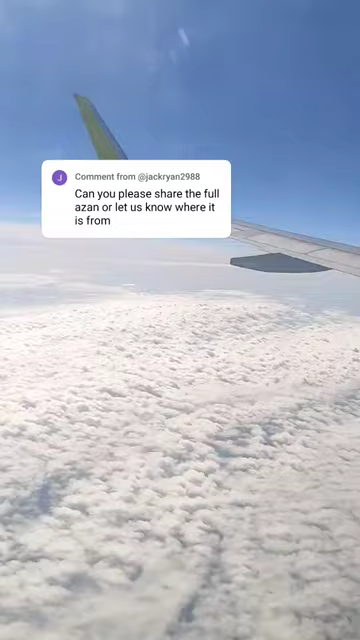 J
Comment from @jackryan2988
Can you please share the full
azan or let us know where it
is from